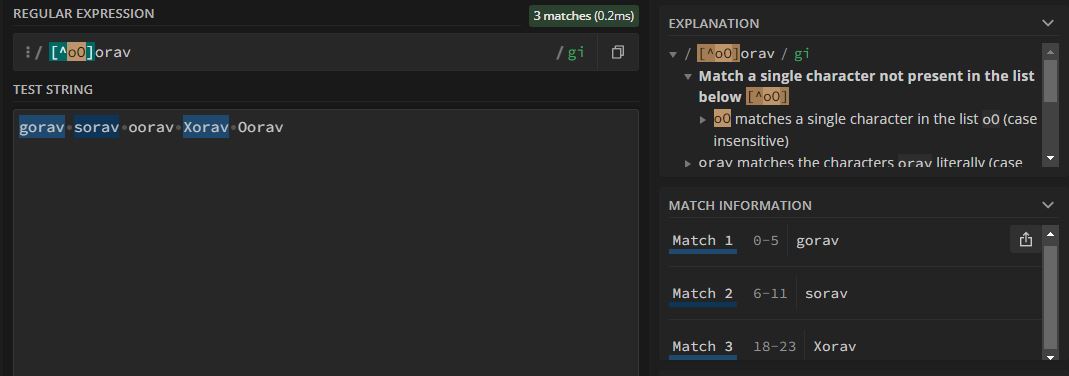 REGULAR EXPRESSION
3 matches (0.2ms)
/ [^oO]orav / gi
TEST STRING
gorav·sorav·oorav·Xorav·Oorav
EXPLANATION
/ [^oO]orav / gi
Match a single character not present in the list
below [^oO]
oO matches a single character in the list oO (case
insensitive)
orav matches the characters orav literally (case
MATCH INFORMATION
Match 1 0-5 gorav
Match 2 6-11 sorav
Match 3 18-23 Xorav